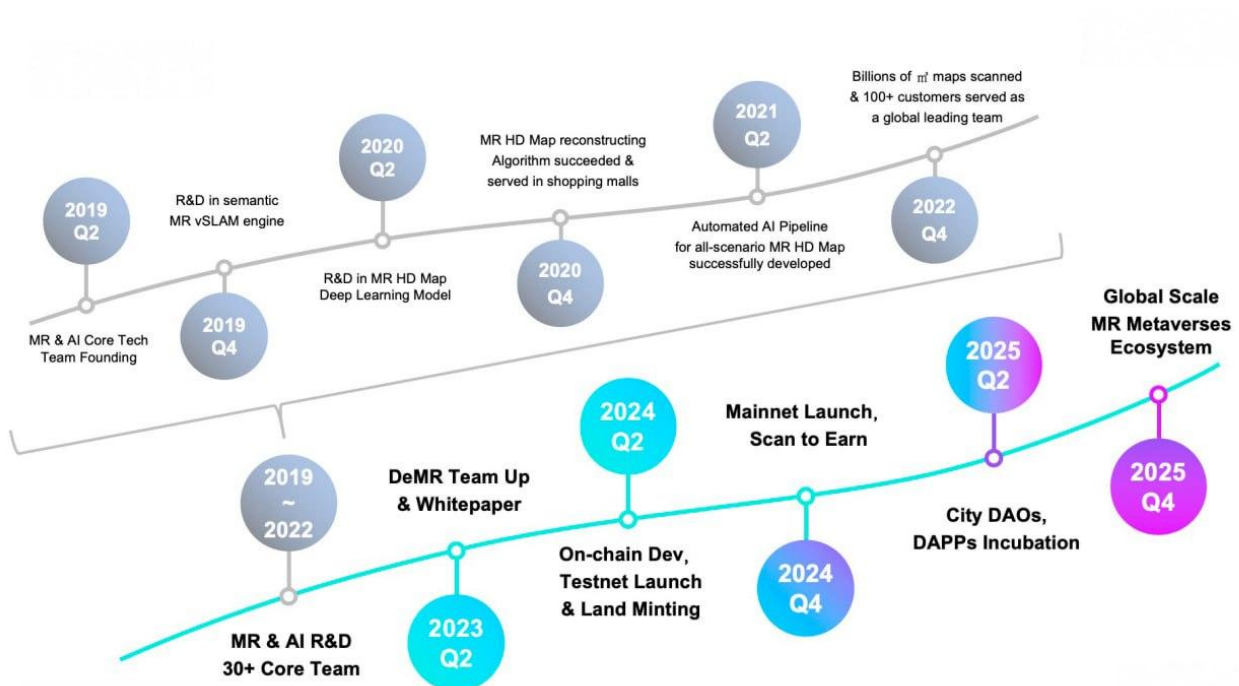 2019
Q2
MR & AI Core Tech
Team Founding
R&D in semantic
MR vSLAM engine
2019
Q4
2020
Q2
R&D in MR HD Map
Deep Learning Model
MR HD Map reconstructing
Algorithm succeeded &
served in shopping malls
2020
Q4
2021
Q2
Automated AI Pipeline
for all-scenario MR HD Map
successfully developed
Billions of ㎡ maps scanned
& 100+ customers served as
a global leading team
2022
Q4
2019
~
2022
MR & AI R&D
30+ Core Team
DeMR Team Up
& Whitepaper
2023
Q2
2024
Q2
On-chain Dev,
Testnet Launch
& Land Minting
Mainnet Launch,
Scan to Earn
2024
Q4
2025
Q2
City DAOs,
DAPPs Incubation
Global Scale
MR Metaverses
Ecosystem
2025
Q4